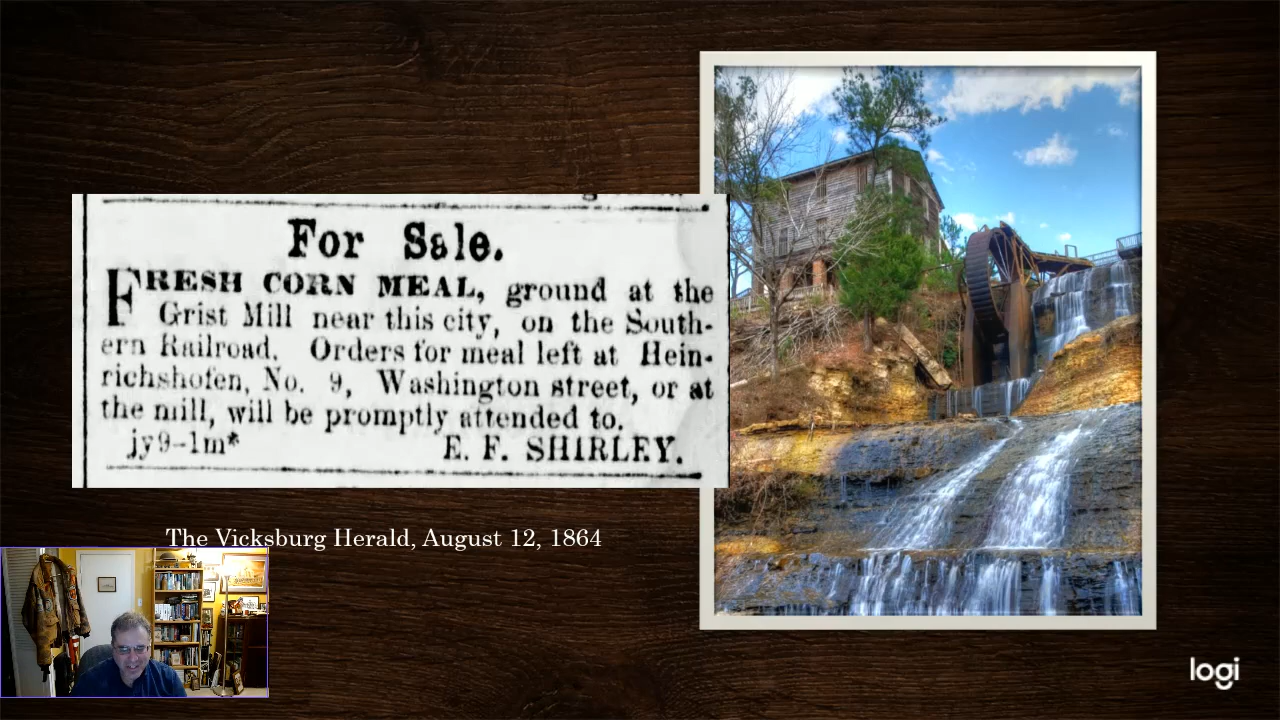 For Sale.
FRESH CORN MEAL, ground at the
Grist Mill near this city, on the South-
ern Railroad. Orders for meal left at Hein-
richshofen, No. 9, Washington street, or at
the mill, will be promptly attended to.
jy9-1m*
E. F. SHIRLEY.
The Vicksburg Herald, August 12, 1864
logi